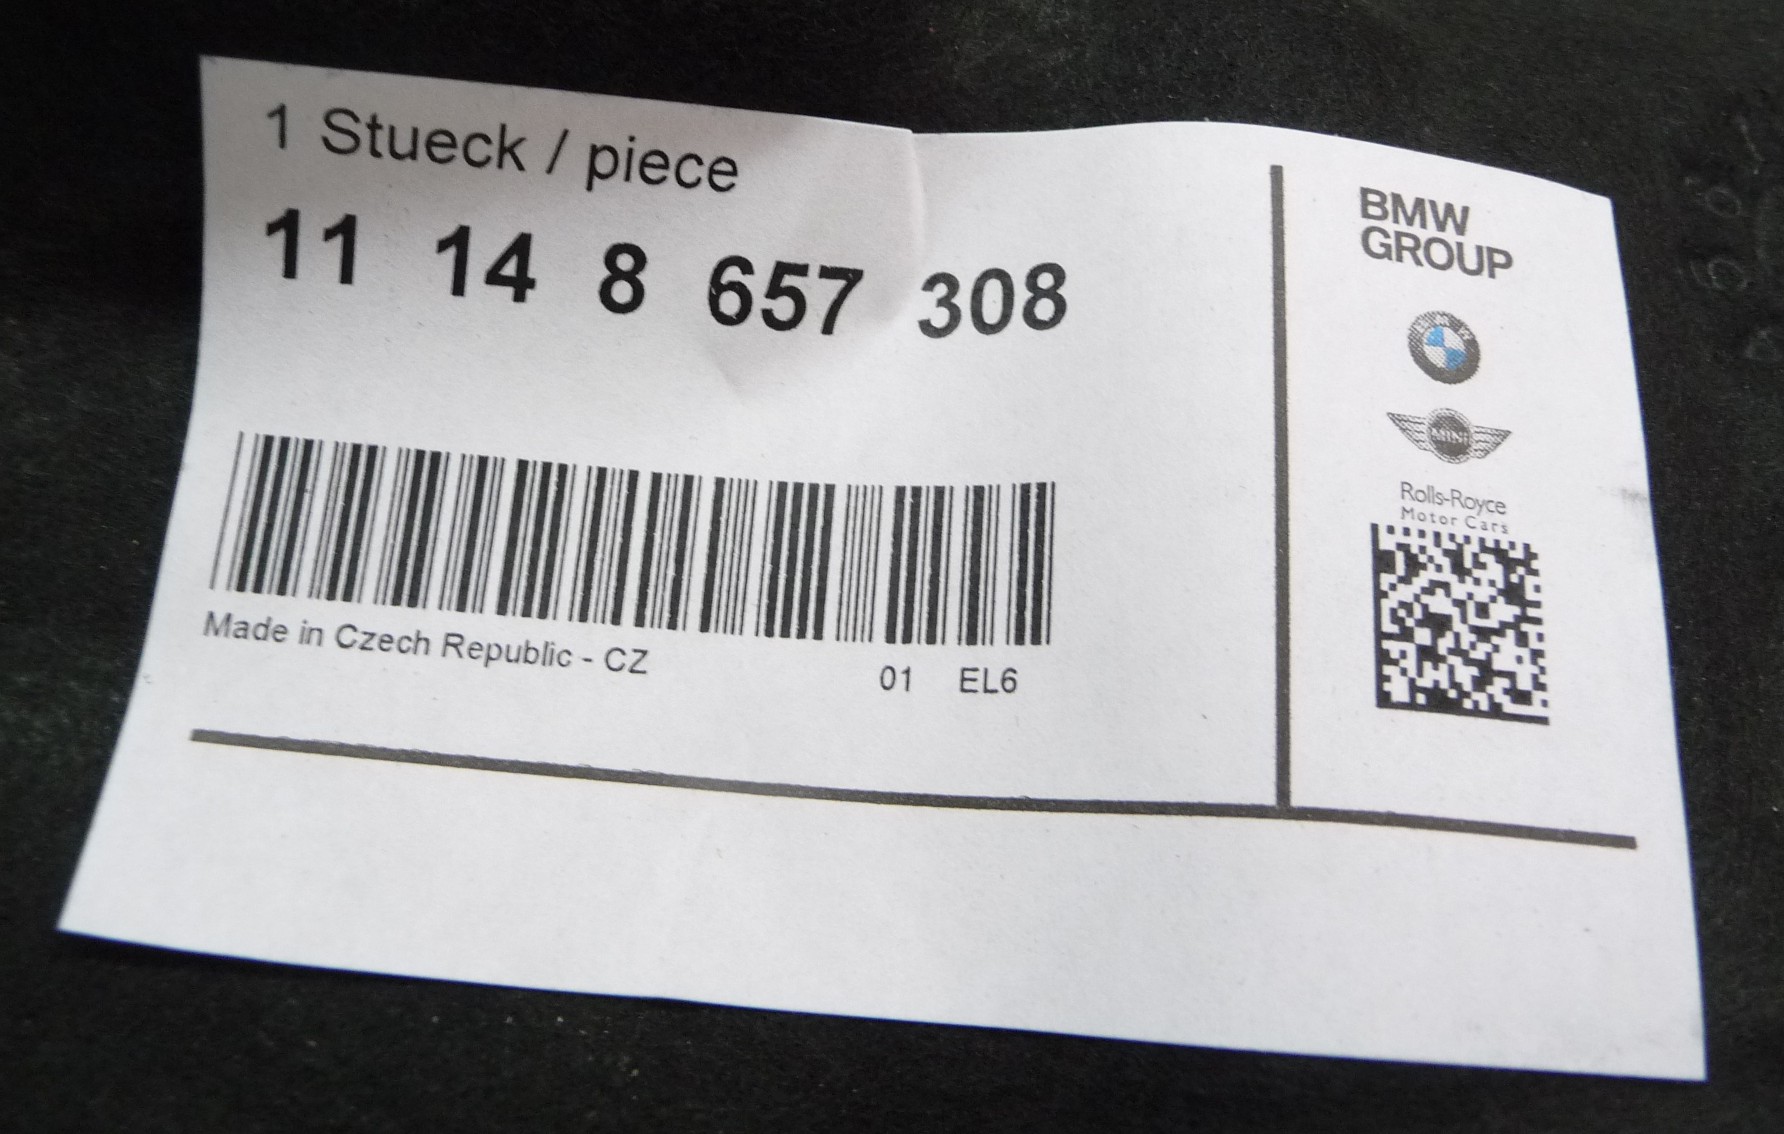 1 Stueck / piece
11 14 8 657 308
Made in Czech Republic - CZ
01 EL6
BMW
GROUP
MINI
Rolls-Royce
Motor Cars